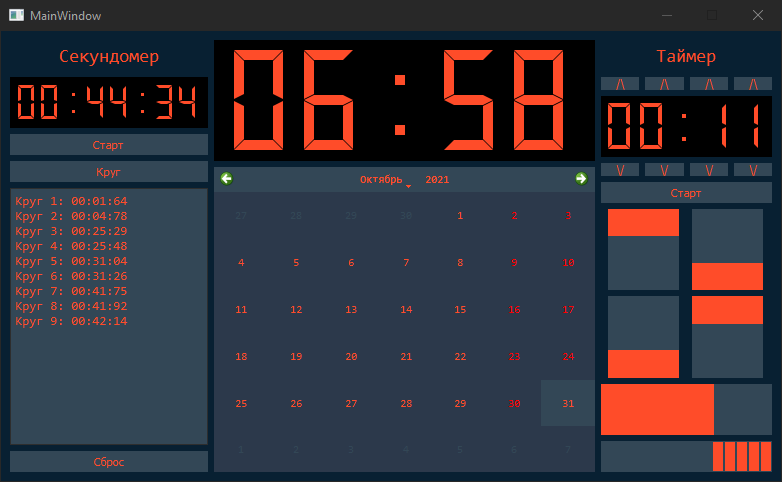 MainWindow
Секундомер
00:44:34
Старт
Круг
Круг 1: 00:01:64
Круг 2: 00:04:78
Круг 3: 00:25:29
Круг 4: 00:25:48
Круг 5: 00:31:04
Круг 6: 00:31:26
Круг 7: 00:41:75
Круг 8: 00:41:92
Круг 9: 00:42:14
Сброс
06:58
Октябрь 2021
27 28 29 30 1 2 3
4 5 6 7 8 9 10
11 12 13 14 15 16 17
18 19 20 21 22 23 24
25 26 27 28 29 30 31
1 2 3 4 5 6 7
Таймер
/\ /\ /\ /\
00:11
\/ \/ \/ \/
Старт